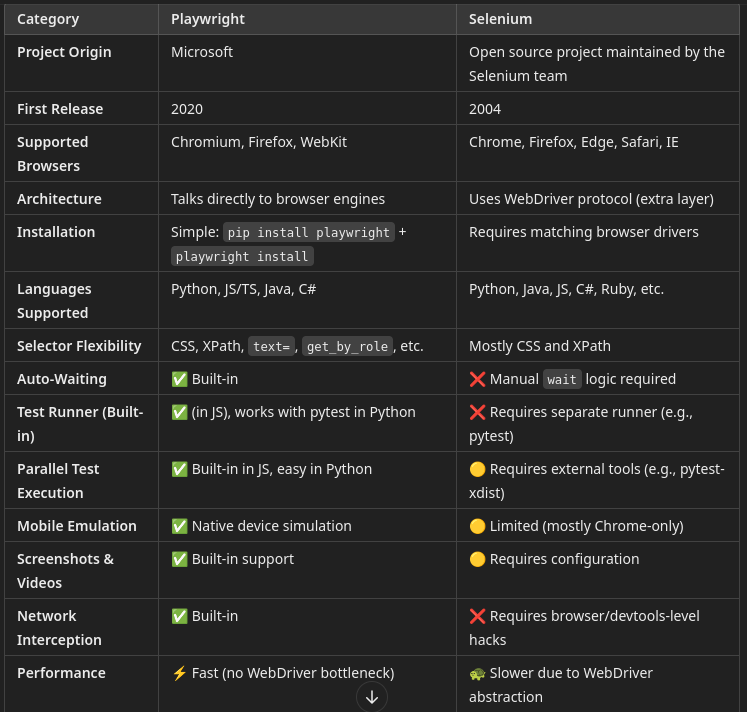 Category Playwright Selenium
Project Origin Microsoft Open source project maintained by the
Selenium team
First Release 2020 2004
Supported Chromium, Firefox, WebKit Chrome, Firefox, Edge, Safari, IE
Browsers
Architecture Talks directly to browser engines Uses WebDriver protocol (extra layer)
Installation Simple: pip install playwright + Requires matching browser drivers
playwright install
Languages Python, JS/TS, Java, C# Python, Java, JS, C#, Ruby, etc.
Supported
Selector Flexibility CSS, XPath, text=, get_by_role, etc. Mostly CSS and XPath
Auto-Waiting ✅ Built-in ❌ Manual wait logic required
Test Runner (Built- ✅ (in JS), works with pytest in Python ❌ Requires separate runner (e.g.,
in) pytest)
Parallel Test ✅ Built-in in JS, easy in Python 🟡 Requires external tools (e.g., pytest-
Execution xdist)
Mobile Emulation ✅ Native device simulation 🟡 Limited (mostly Chrome-only)
Screenshots & ✅ Built-in support 🟡 Requires configuration
Videos
Network ✅ Built-in ❌ Requires browser/devtools-level
Interception hacks
Performance ⚡ Fast (no WebDriver bottleneck) 🐢 Slower due to WebDriver
abstraction